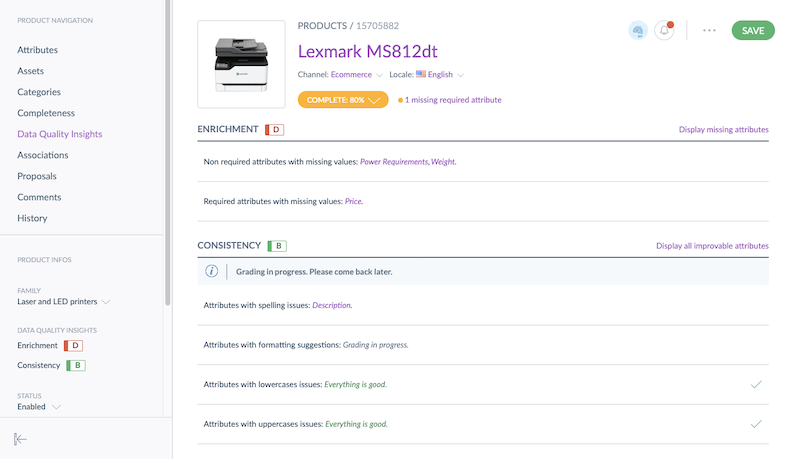 PRODUCT NAVIGATION
Attributes
Assets
Categories
Completeness
Data Quality Insights
Associations
Proposals
Comments
History
PRODUCT INFOS
FAMILY
Laser and LED printers
DATA QUALITY INSIGHTS
Enrichment D
Consistency B
STATUS
Enabled
PRODUCTS / 15705882
SAVE
Lexmark MS812dt
Channel: Ecommerce Locale: English
COMPLETE: 80% 1 missing required attribute
ENRICHMENT D Display missing attributes
Non required attributes with missing values: Power Requirements, Weight.
Required attributes with missing values: Price.
CONSISTENCY B Display all improvable attributes
i Grading in progress. Please come back later.
Attributes with spelling issues: Description.
Attributes with formatting suggestions: Grading in progress.
Attributes with lowercases issues: Everything is good.
Attributes with uppercases issues: Everything is good.